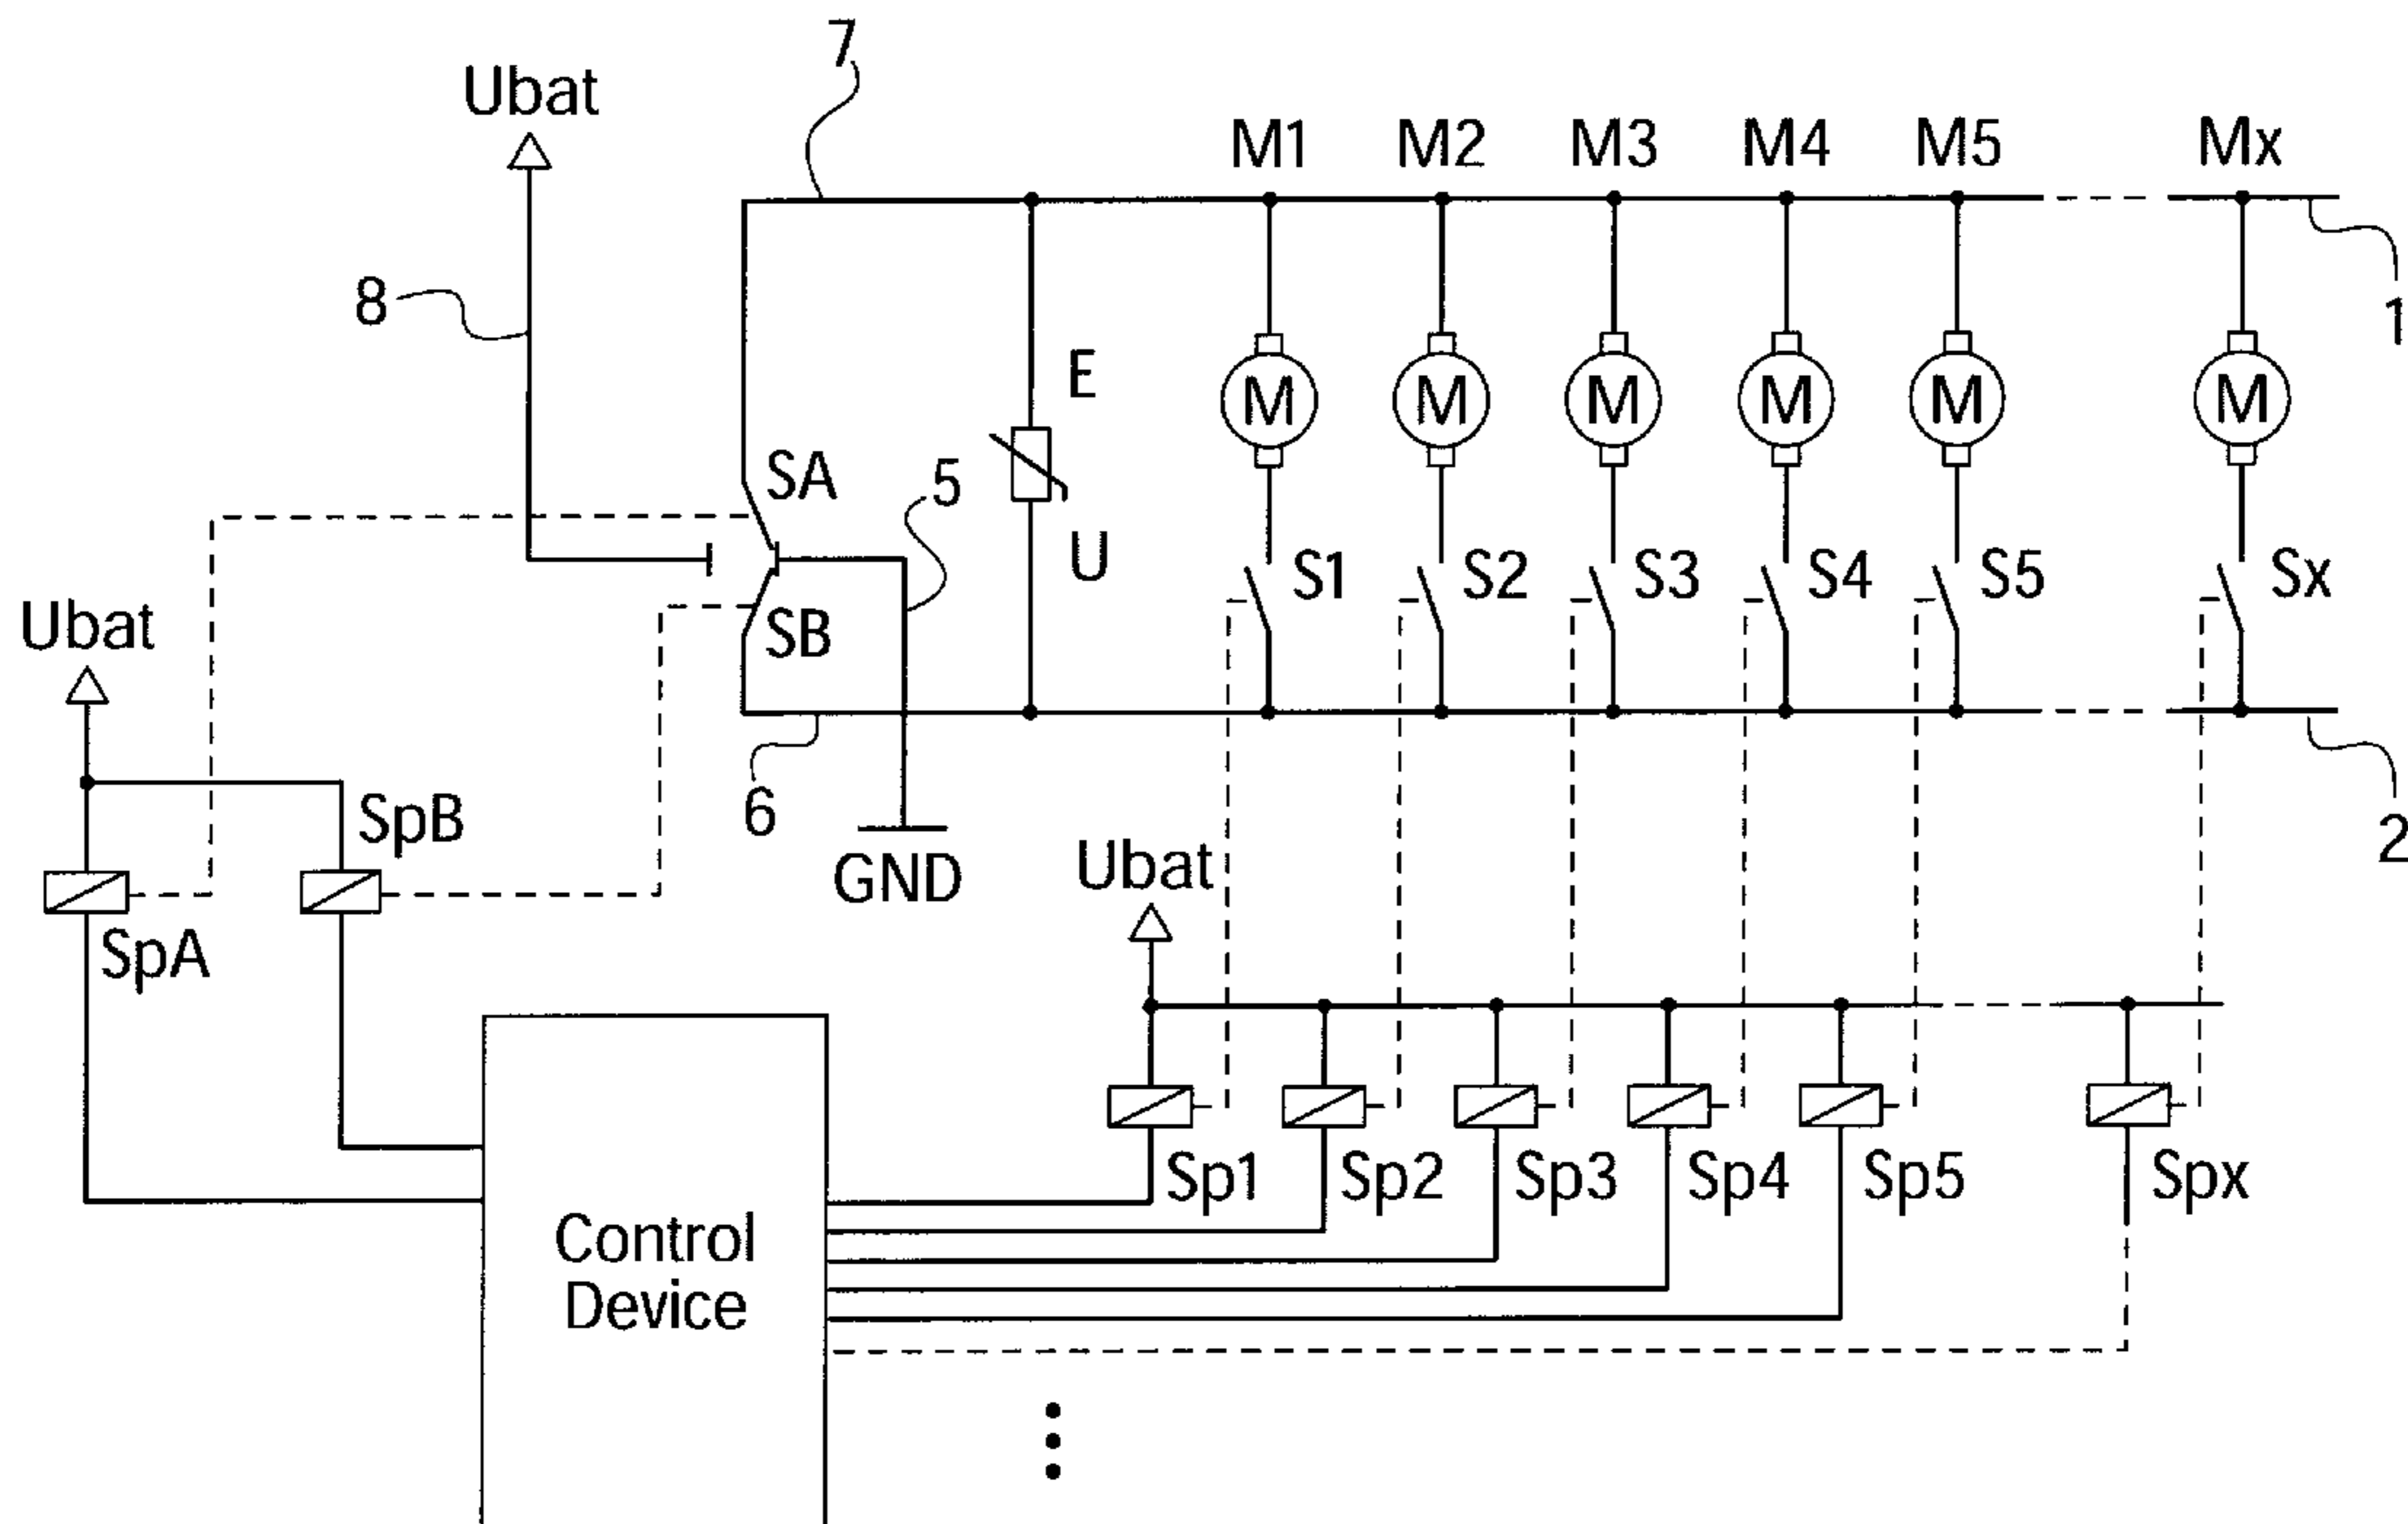 7
Ubat
M1 M2 M3 M4 M5 Mx
8
1
E
M M M M M M
SA
5
U
S1 S2 S3 S4 S5 Sx
Ubat
SB
6
SpB
2
GND
Ubat
SpA
Sp1 Sp2 Sp3 Sp4 Sp5 Spx
Control
Device